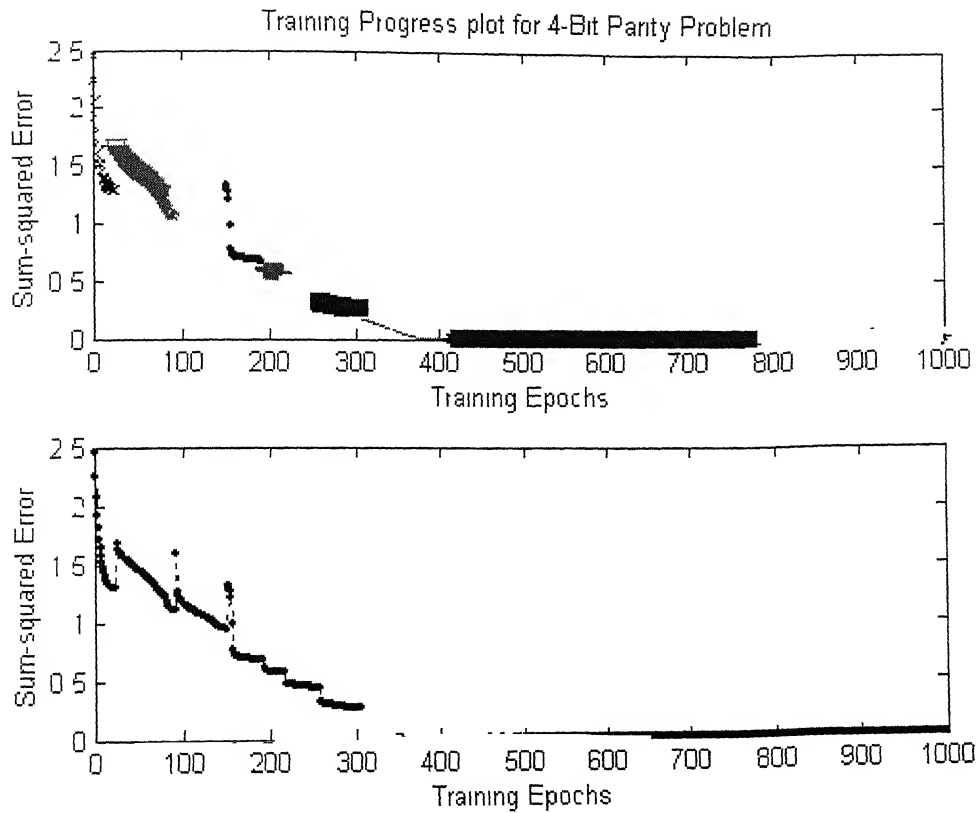 Training Progress plot for 4-Bit Parity Problem
2 5
2
1 5
1
0 5
0
Sum-squared Error
0 100 200 300 400 500 600 700 800 900 1000
Training Epochs
2 5
2
1 5
1
0 5
0
Sum-squared Error
0 100 200 300 400 500 600 700 800 900 1000
Training Epochs